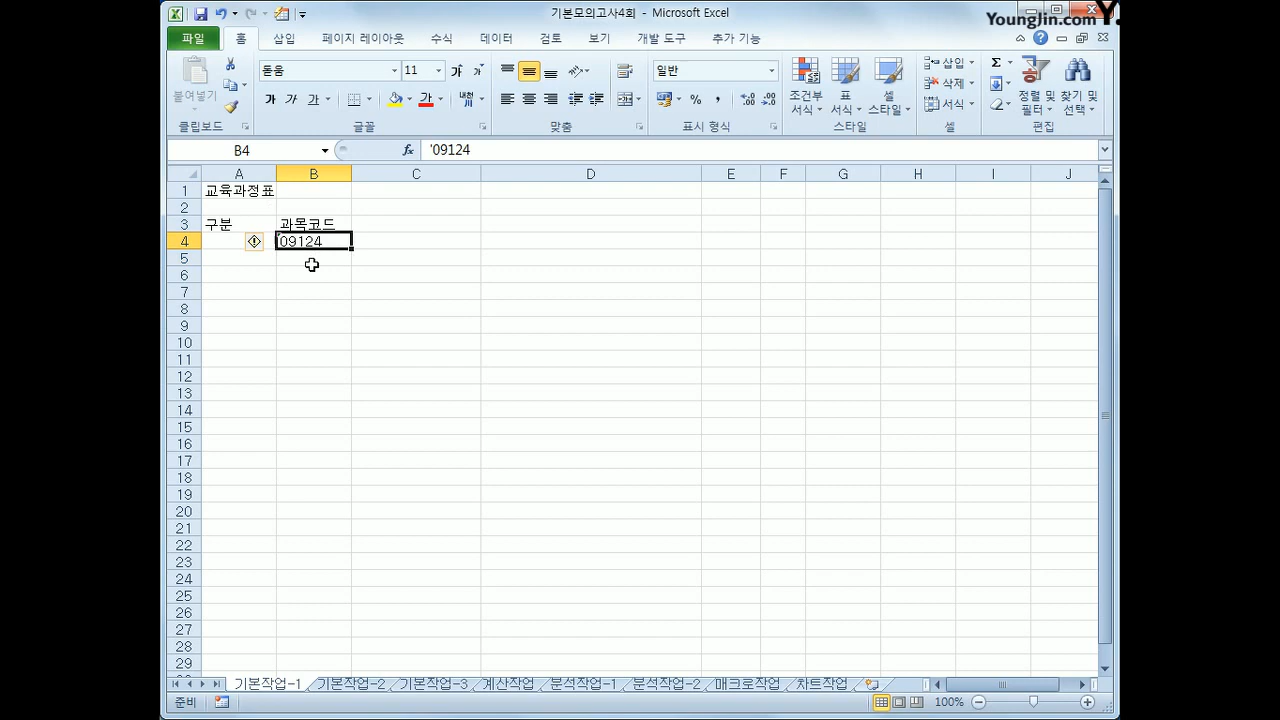 기본모의고사4회 - Microsoft Excel
YoungJin.com Y.
파일 홈 삽입 페이지 레이아웃 수식 데이터 검토 보기 개발 도구 추가 기능
붙여넣기
클립보드
돋움 11 가 가
가 가 가 내천
글꼴
맞춤
일반
% ,
표시 형식
조건부 서식 표 서식 셀 스타일
스타일
삽입
삭제
서식
셀
Σ
정렬 및 필터 찾기 및 선택
편집
B4 fx '09124
A B C D E F G H I J
1 교육과정표
2
3 구분 과목코드
4 09124
5
6
7
8
9
10
11
12
13
14
15
16
17
18
19
20
21
22
23
24
25
26
27
28
29
기본작업-1 기본작업-2 기본작업-3 계산작업 분석작업-1 분석작업-2 매크로작업 차트작업
준비 100%